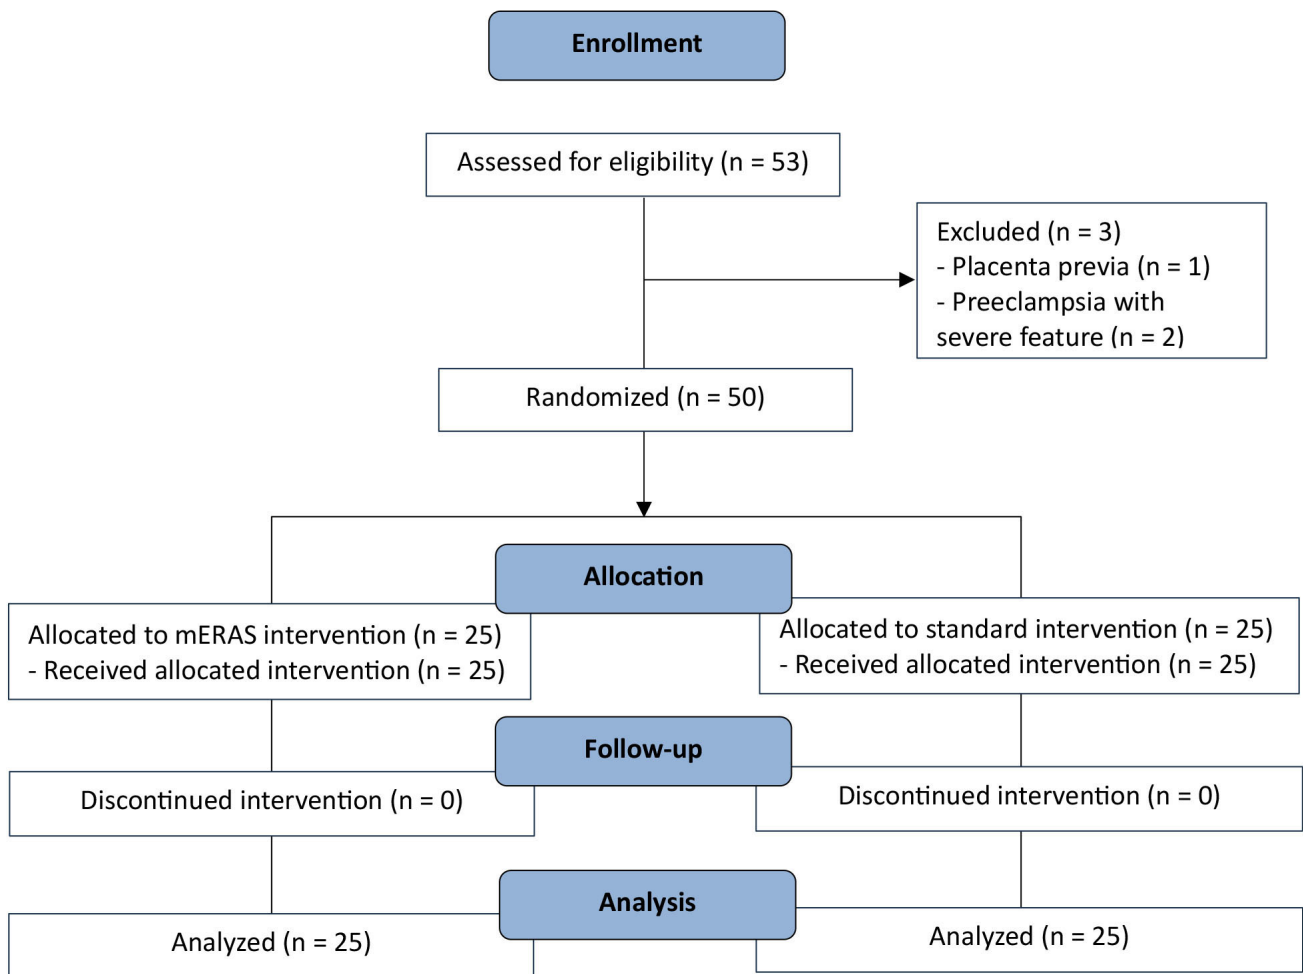 Enrollment
Assessed for eligibility (n = 53)
Excluded (n = 3)
- Placenta previa (n = 1)
- Preeclampsia with
severe feature (n = 2)
Randomized (n = 50)
Allocation
Allocated to mERAS intervention (n = 25)
- Received allocated intervention (n = 25)
Allocated to standard intervention (n = 25)
- Received allocated intervention (n = 25)
Follow-up
Discontinued intervention (n = 0)
Discontinued intervention (n = 0)
Analysis
Analyzed (n = 25)
Analyzed (n = 25)